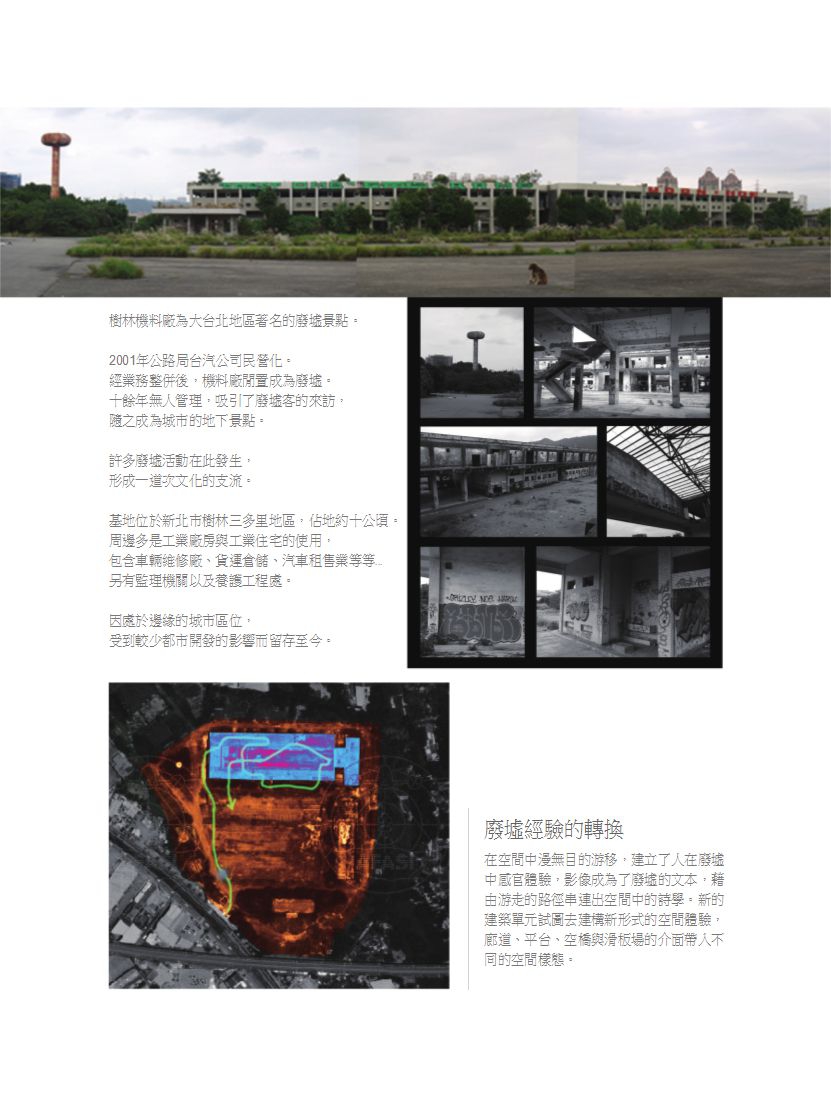 樹林機料廠為大台北地區著名的廢墟景點。
2001年公路局台汽公司民營化。
經業務整併後，機料廠閒置成為廢墟。
十餘年無人管理，吸引了廢墟客的來訪，
隨之成為城市的地下景點。
許多廢墟活動在此發生，
形成一道次文化的支流。
基地位於新北市樹林三多里地區，佔地約十公頃。
周邊多是工業廠房與工業住宅的使用，
包含車輛維修廠、貨運倉儲、汽車租售業等等...
另有監理機關以及養護工程處。
因處於邊緣的城市區位，
受到較少都市開發的影響而留存至今。
廢墟經驗的轉換
在空間中漫無目的游移，建立了人在廢墟
中感官體驗，影像成為了廢墟的文本，藉
由游走的路徑串連出空間中的詩學。新的
建築單元試圖去建構新形式的空間體驗，
廊道、平台、空橋與滑板場的介面帶入不
同的空間樣態。